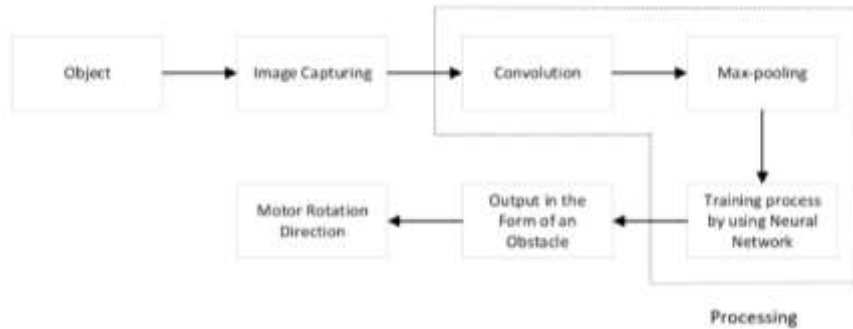 Object
Image Capturing
Convolution
Max-pooling
Motor Rotation
Direction
Output in the
Form of an
Obstacle
Training process
by using Neural
Network
Processing